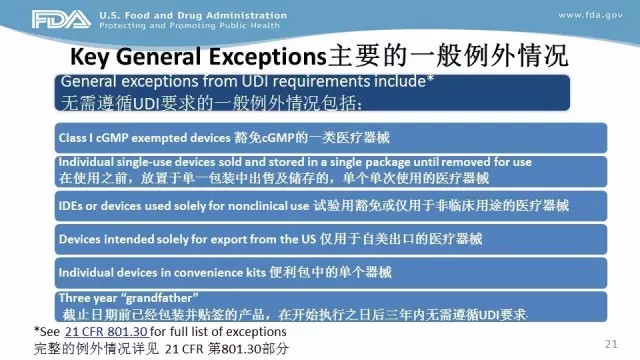 FDA U.S. Food and Drug Administration
Protecting and Promoting Public Health
www.fda.gov
Key General Exceptions主要的一般例外情况
General exceptions from UDI requirements include*
无需遵循UDI要求的一般例外情况包括：
Class I cGMP exempted devices 豁免cGMP的一类医疗器械
Individual single-use devices sold and stored in a single package until removed for use
在使用之前，放置于单一包装中出售及储存的，单个单次使用的医疗器械
IDEs or devices used solely for nonclinical use 试验用豁免或仅用于非临床用途的医疗器械
Devices intended solely for export from the US 仅用于自美出口的医疗器械
Individual devices in convenience kits 便利包中的单个器械
Three year “grandfather”
截止日期前已经包装并贴签的产品，在开始执行之日后三年内无需遵循UDI要求
*See 21 CFR 801.30 for full list of exceptions
完整的例外情况详见 21 CFR 第801.30部分
21